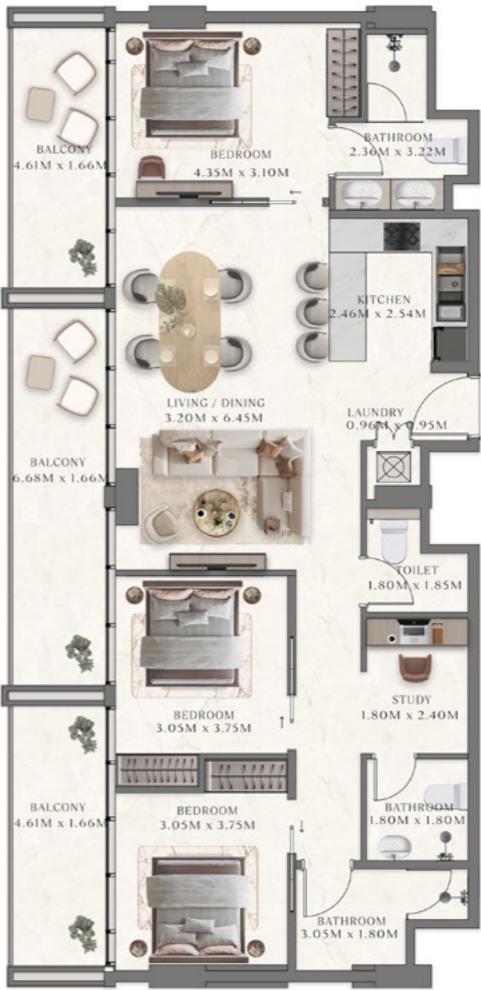 BALCONY
4.61M x 1.66M
BEDROOM
4.35M x 3.10M
BATHROOM
2.36M x 3.22M
KITCHEN
2.46M x 2.54M
LIVING / DINING
3.20M x 6.45M
LAUNDRY
0.96M x 0.95M
BALCONY
6.68M x 1.66M
TOILET
1.80M x 1.85M
BEDROOM
3.05M x 3.75M
STUDY
1.80M x 2.40M
BALCONY
4.61M x 1.66M
BEDROOM
3.05M x 3.75M
BATHROOM
1.80M x 1.80M
BATHROOM
3.05M x 1.80M